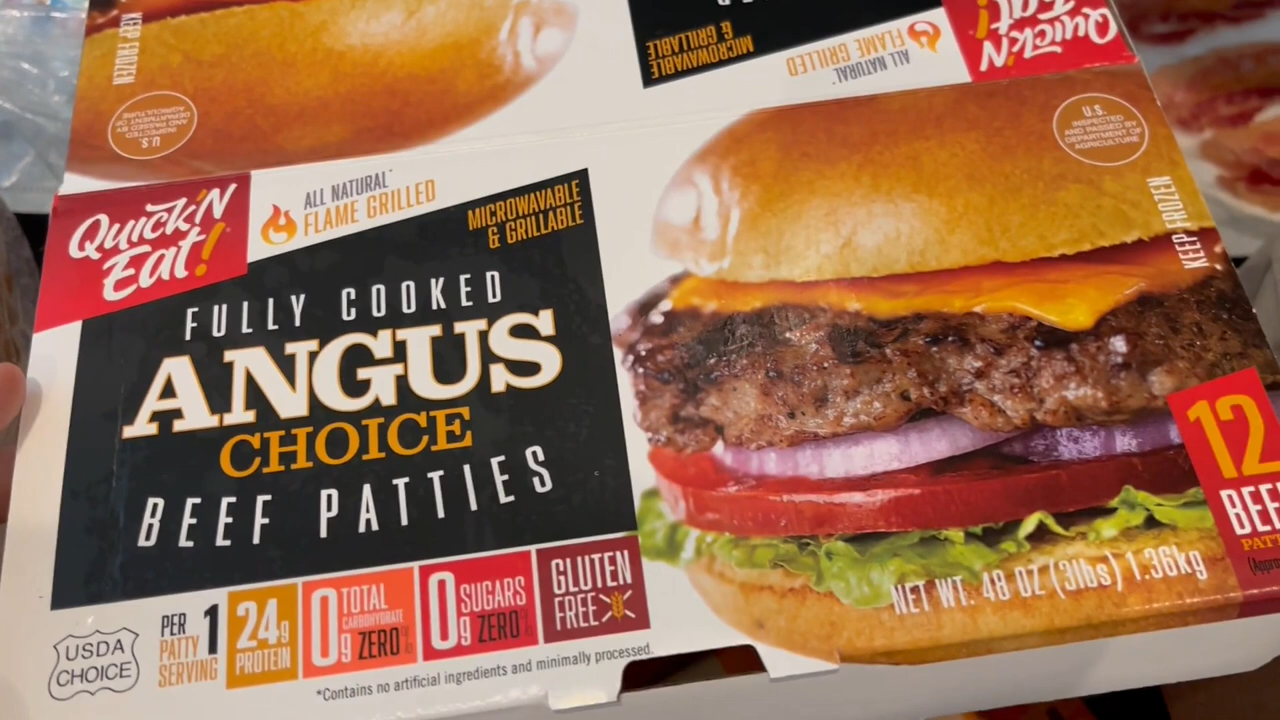 KEEP FROZEN
U.S.
INSPECTED
AND PASSED BY
DEPARTMENT OF
AGRICULTURE
MICROWAVABLE
& GRILLABLE
ALL NATURAL*
FLAME GRILLED
Quick'N
Eat!
Quick'N
Eat!
ALL NATURAL*
FLAME GRILLED
MICROWAVABLE
& GRILLABLE
FULLY COOKED
ANGUS
CHOICE
BEEF PATTIES
U.S.
INSPECTED
AND PASSED BY
DEPARTMENT OF
AGRICULTURE
KEEP FROZEN
12
NET WT. 48 OZ (3lbs) 1.36kg
USDA
CHOICE
PER 1
PATTY
SERVING
24g
PROTEIN
0g TOTAL
CARBOHYDRATE
ZERO%
0g SUGARS
ZERO%
GLUTEN
FREE
*Contains no artificial ingredients and minimally processed.